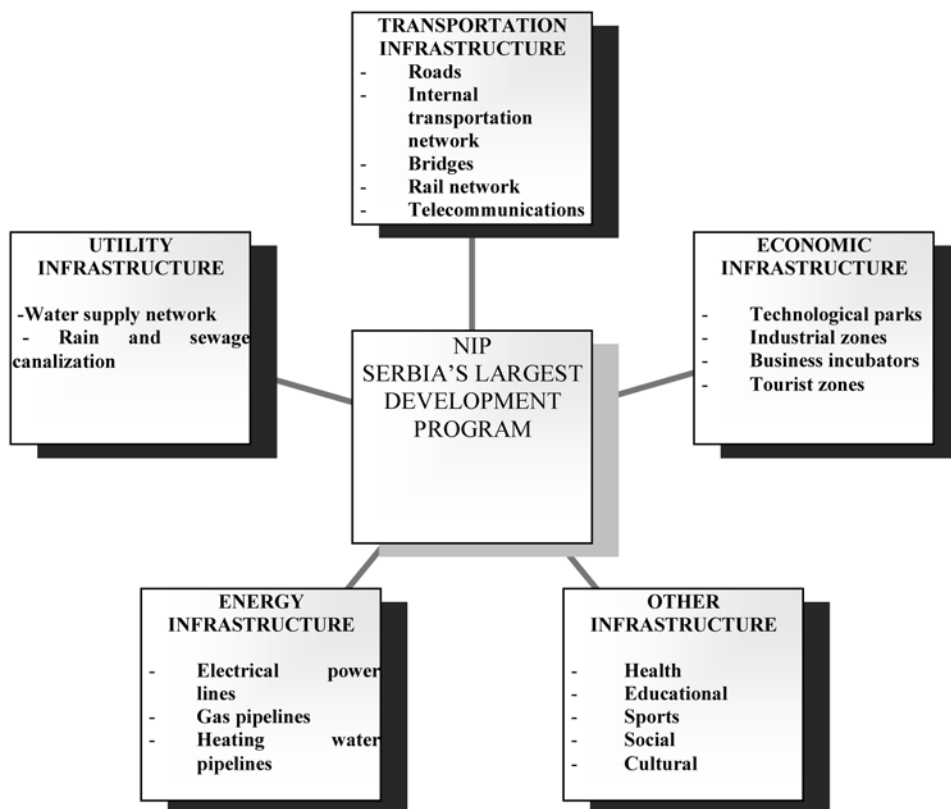 TRANSPORTATION
INFRASTRUCTURE
- Roads
- Internal
transportation
network
- Bridges
- Rail network
- Telecommunications
UTILITY
INFRASTRUCTURE
-Water supply network
- Rain and sewage
canalization
ECONOMIC
INFRASTRUCTURE
- Technological parks
- Industrial zones
- Business incubators
- Tourist zones
NIP
SERBIA'S LARGEST
DEVELOPMENT
PROGRAM
ENERGY
INFRASTRUCTURE
- Electrical power
lines
- Gas pipelines
- Heating water
pipelines
OTHER
INFRASTRUCTURE
- Health
- Educational
- Sports
- Social
- Cultural